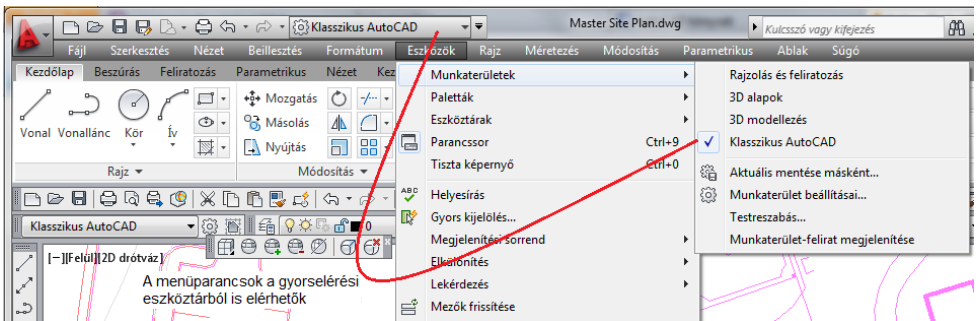 Klasszikus AutoCAD
Master Site Plan.dwg
Kulcsszó vagy kifejezés
Fájl Szerkesztés Nézet Beillesztés Formátum Eszközök Rajz Méretezés Módosítás Parametrikus Ablak Súgó
Kezdőlap Beszúrás Feliratozás Parametrikus Nézet Kez
Vonal Vonallánc Kör Ív
Mozgatás
Másolás
Nyújtás
Rajz
Módosítás
Klasszikus AutoCAD
0
[−][Felül][2D drótváz]
A menüparancsok a gyorselérési
eszköztárból is elérhetők
Munkaterületek
Paletták
Eszköztárak
Parancssor Ctrl+9
Tiszta képernyő Ctrl+0
ABC
Helyesírás
Gyors kijelölés...
Megjelenítési sorrend
Elkülönítés
Lekérdezés
Mezők frissítése
Rajzolás és feliratozás
3D alapok
3D modellezés
Klasszikus AutoCAD
Aktuális mentése másként...
Munkaterület beállításai...
Testreszabás...
Munkaterület-felirat megjelenítése